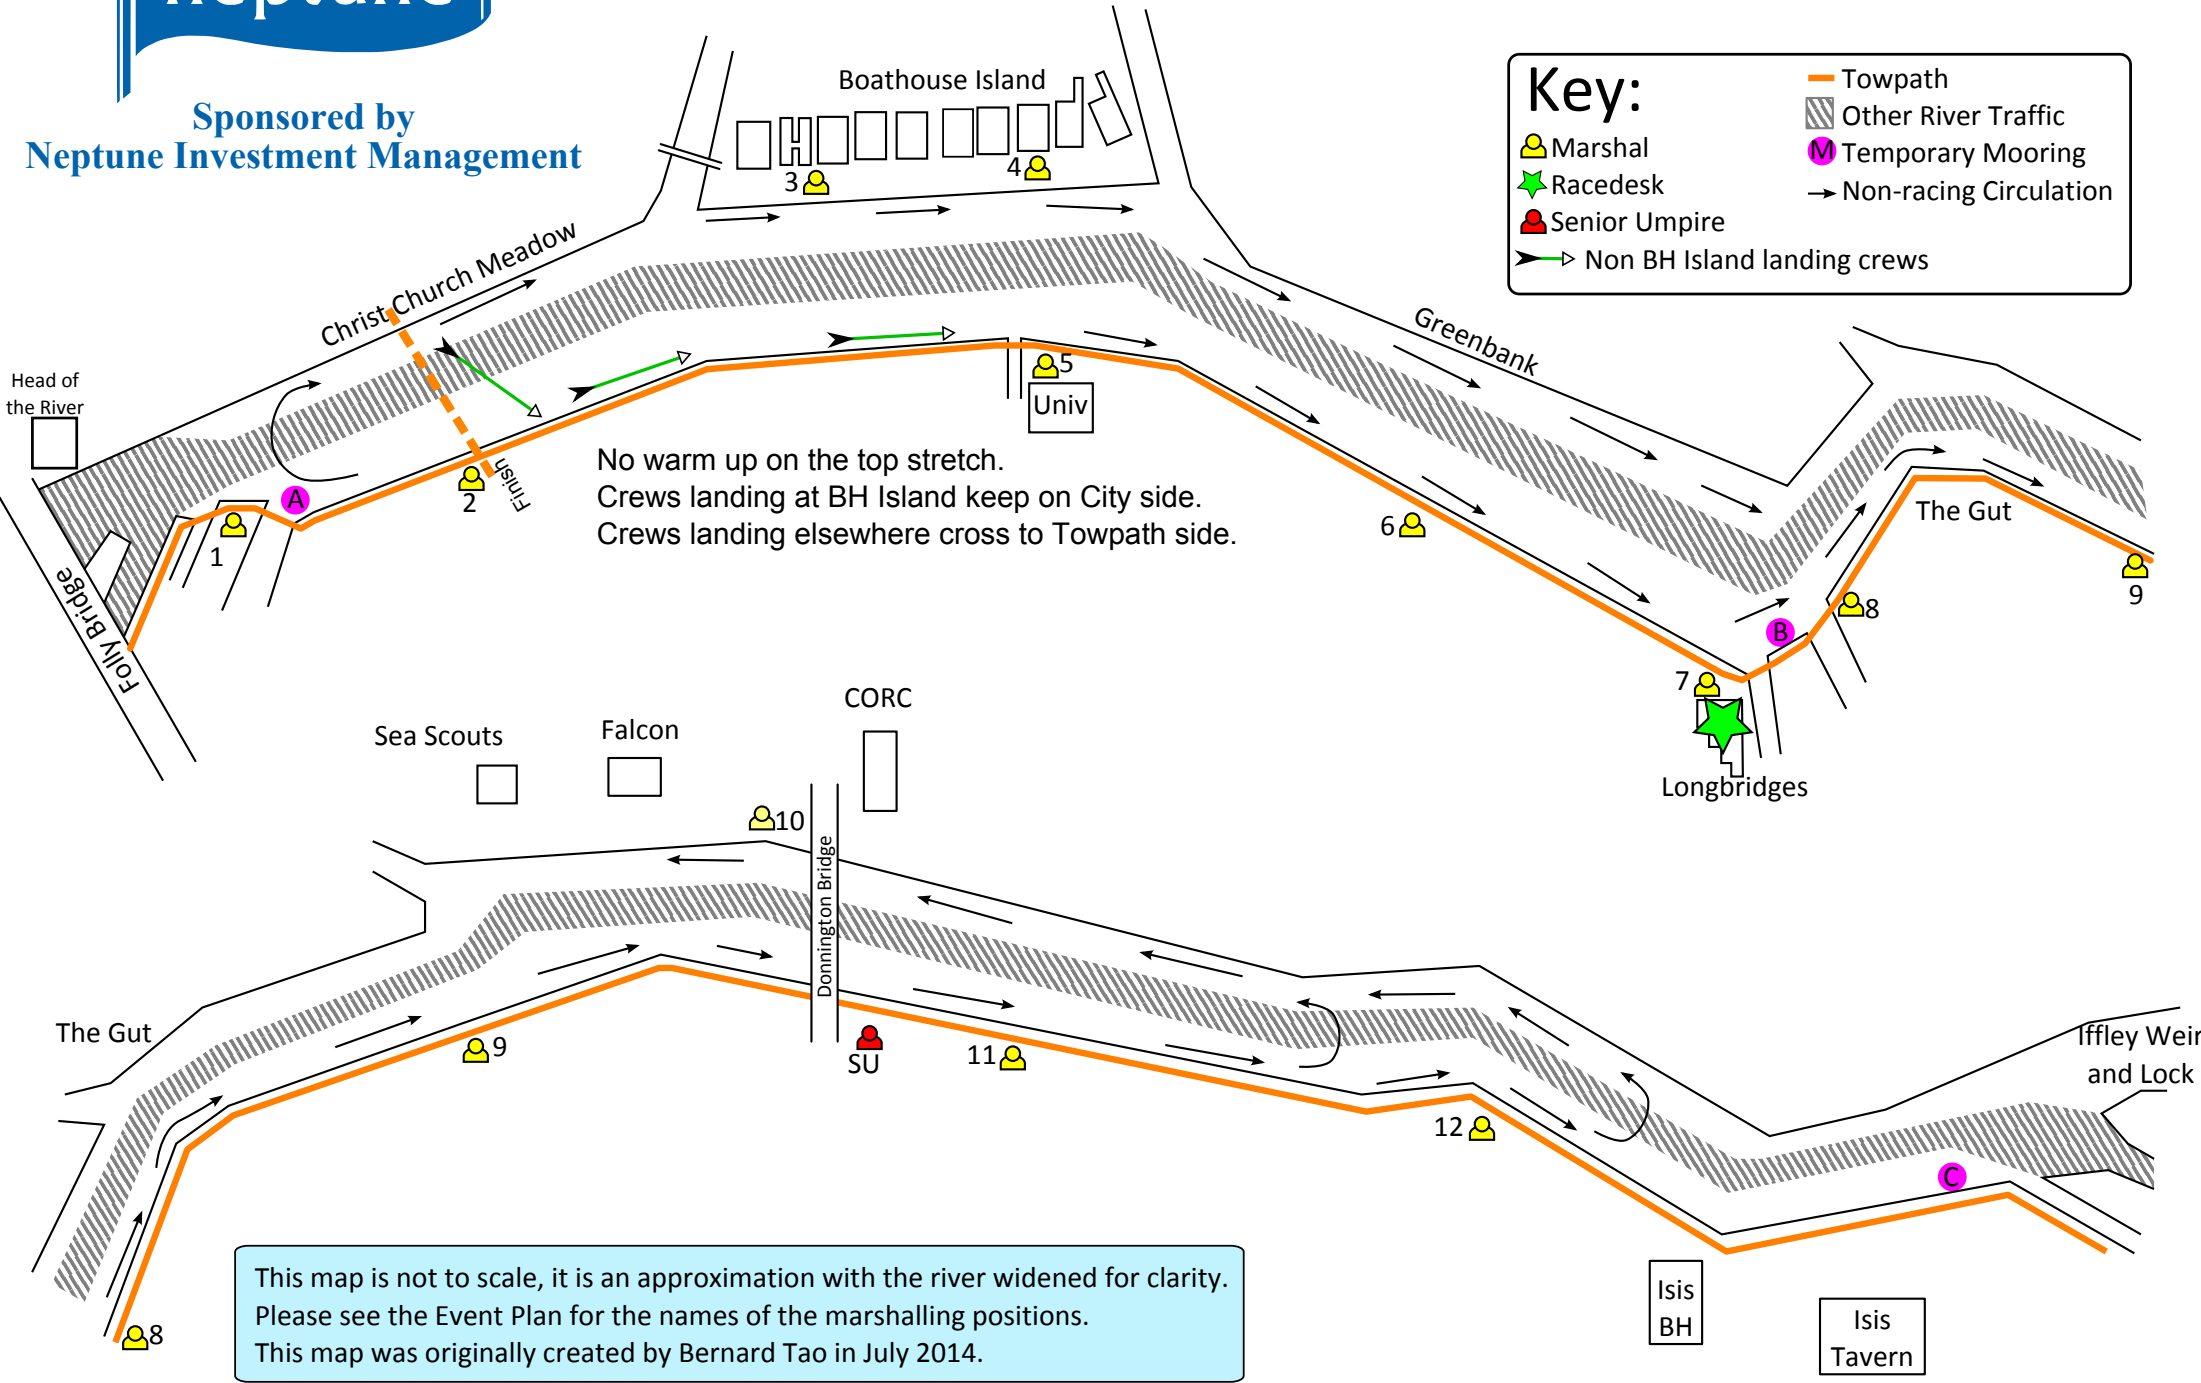 neptune
Sponsored by
Neptune Investment Management
Boathouse Island
3
4
Key:
Marshal
Racedesk
Senior Umpire
Non BH Island landing crews
Towpath
Other River Traffic
M Temporary Mooring
Non-racing Circulation
Christ Church Meadow
Head of
the River
Greenbank
5
Univ
A
1
2
Finish
No warm up on the top stretch.
Crews landing at BH Island keep on City side.
Crews landing elsewhere cross to Towpath side.
6
The Gut
9
8
B
7
Longbridges
Folly Bridge
Sea Scouts
Falcon
CORC
10
Donnington Bridge
The Gut
9
SU
11
12
Iffley Weir
and Lock
C
8
Isis
BH
Isis
Tavern
This map is not to scale, it is an approximation with the river widened for clarity.
Please see the Event Plan for the names of the marshalling positions.
This map was originally created by Bernard Tao in July 2014.